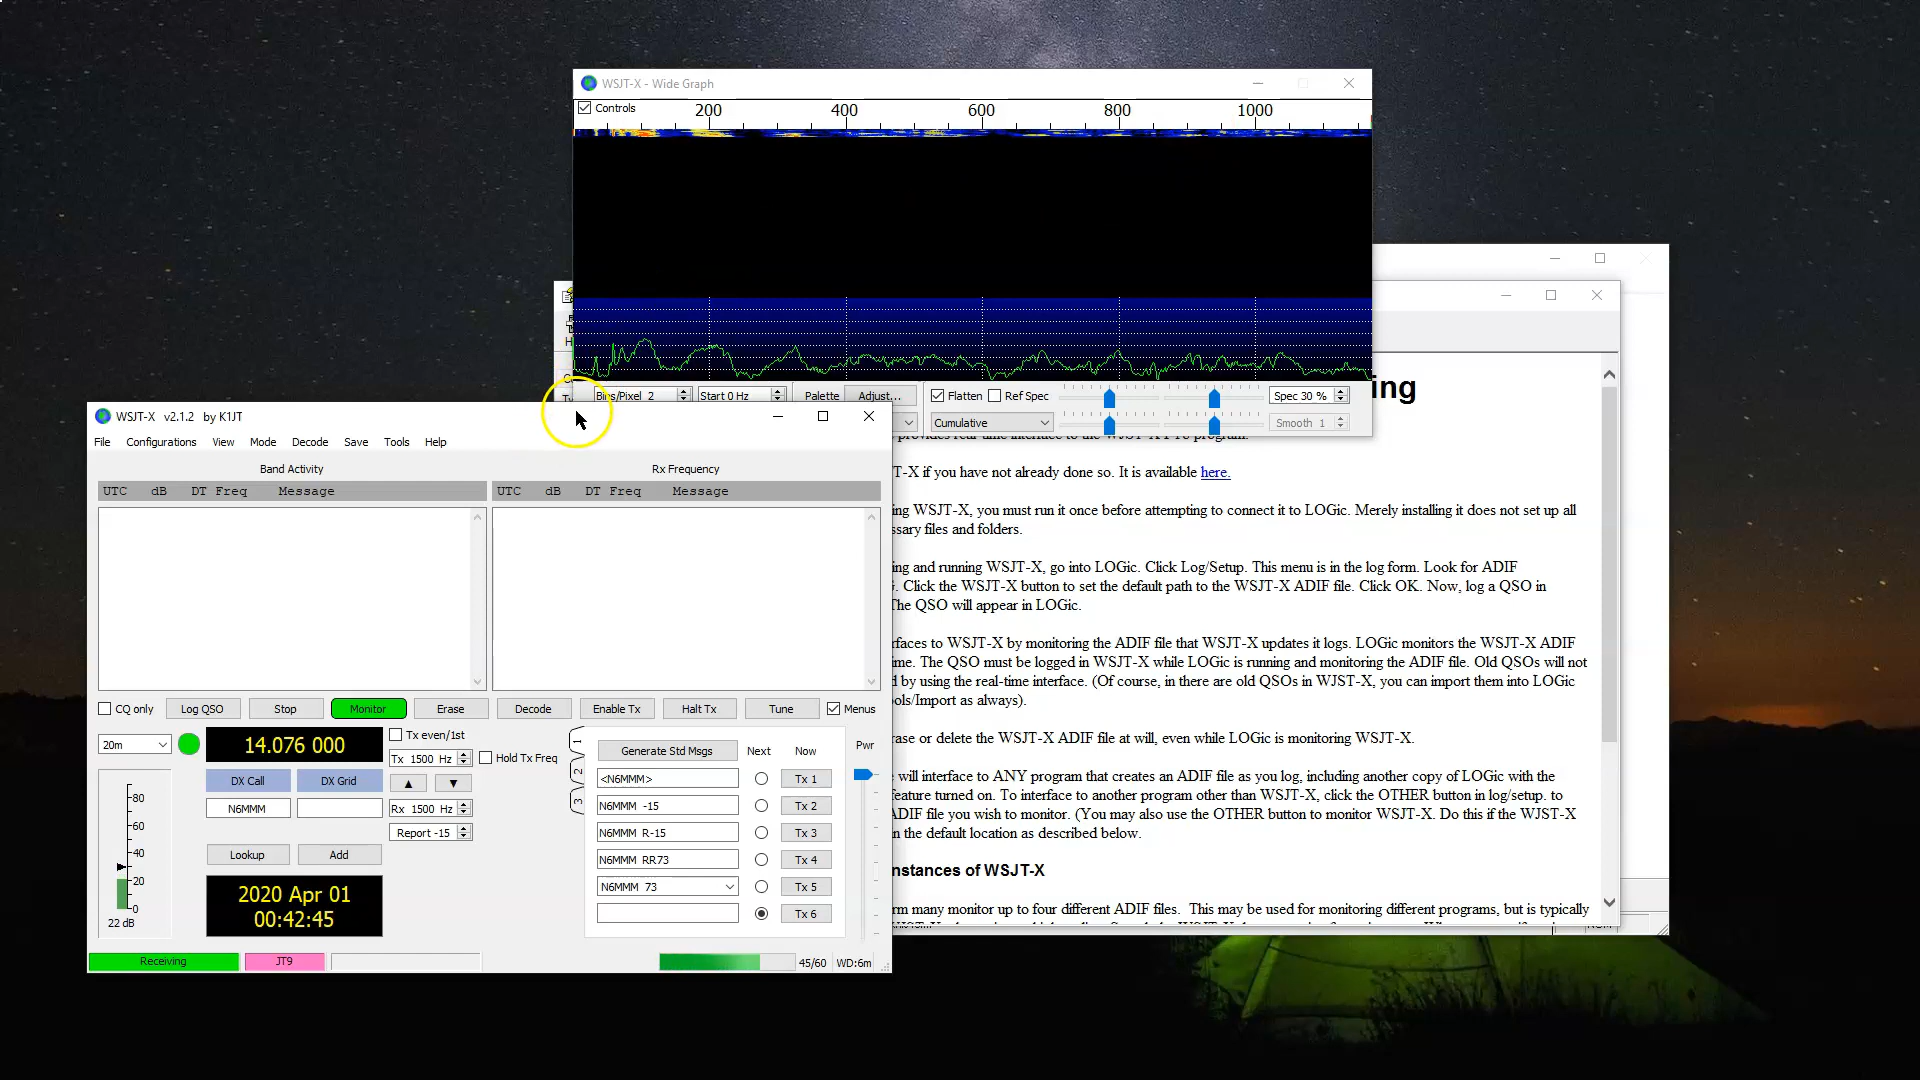 WSJT-X - Wide Graph
Controls
200 400 600 800 1000
Bins/Pixel 2 Start 0 Hz Palette Adjust... Flatten Ref Spec Spec 30 %
Cumulative Smooth 1
ing
WSJT-X v2.1.2 by K1JT
File Configurations View Mode Decode Save Tools Help
Band Activity Rx Frequency
UTC dB DT Freq Message UTC dB DT Freq Message
CQ only Log QSO Stop Monitor Erase Decode Enable Tx Halt Tx Tune Menus
20m 14.076 000 Tx even/1st
Tx 1500 Hz Hold Tx Freq
DX Call DX Grid
N6MMM Rx 1500 Hz
Report -15
Lookup Add
2020 Apr 01
00:42:45
-80
-60
-40
-20
-0
22 dB
1
2
3
Generate Std Msgs Next Now Pwr
<N6MMM> Tx 1
N6MMM -15 Tx 2
N6MMM R-15 Tx 3
N6MMM RR73 Tx 4
N6MMM 73 Tx 5
Tx 6
Receiving JT9 45/60 WD:6m
T-X if you have not already done so. It is available here.
ing WSJT-X, you must run it once before attempting to connect it to LOGic. Merely installing it does not set up all
ssary files and folders.
ing and running WSJT-X, go into LOGic. Click Log/Setup. This menu is in the log form. Look for ADIF
. Click the WSJT-X button to set the default path to the WSJT-X ADIF file. Click OK. Now, log a QSO in
The QSO will appear in LOGic.
rfaces to WSJT-X by monitoring the ADIF file that WSJT-X updates it logs. LOGic monitors the WSJT-X ADIF
ime. The QSO must be logged in WSJT-X while LOGic is running and monitoring the ADIF file. Old QSOs will not
d by using the real-time interface. (Of course, in there are old QSOs in WJST-X, you can import them into LOGic
ols/Import as always).
rase or delete the WSJT-X ADIF file at will, even while LOGic is monitoring WSJT-X.
will interface to ANY program that creates an ADIF file as you log, including another copy of LOGic with the
feature turned on. To interface to another program other than WSJT-X, click the OTHER button in log/setup. to
ADIF file you wish to monitor. (You may also use the OTHER button to monitor WSJT-X. Do this if the WJST-X
n the default location as described below.
nstances of WSJT-X
rm many monitor up to four different ADIF files. This may be used for monitoring different programs, but is typically